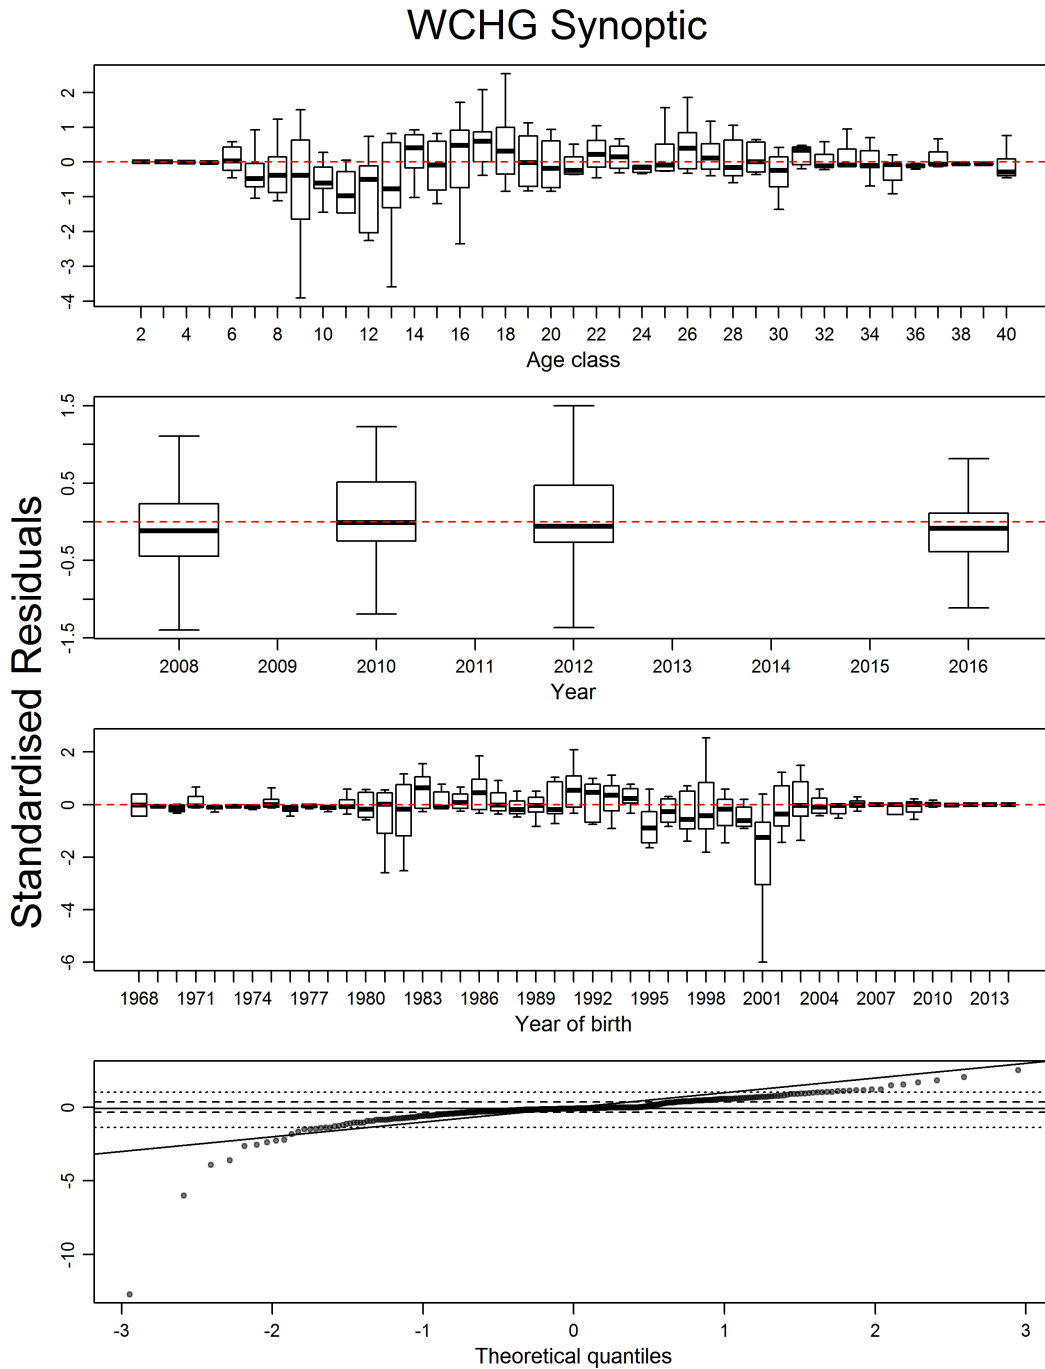 WCHG Synoptic
Standardised Residuals
2
1
0
-1
-2
-3
-4
2 4 6 8 10 12 14 16 18 20 22 24 26 28 30 32 34 36 38 40
Age class
1.5
0.5
-0.5
-1.5
2008 2009 2010 2011 2012 2013 2014 2015 2016
Year
2
0
-2
-4
-6
1968 1971 1974 1977 1980 1983 1986 1989 1992 1995 1998 2001 2004 2007 2010 2013
Year of birth
0
-5
-10
-3 -2 -1 0 1 2 3
Theoretical quantiles